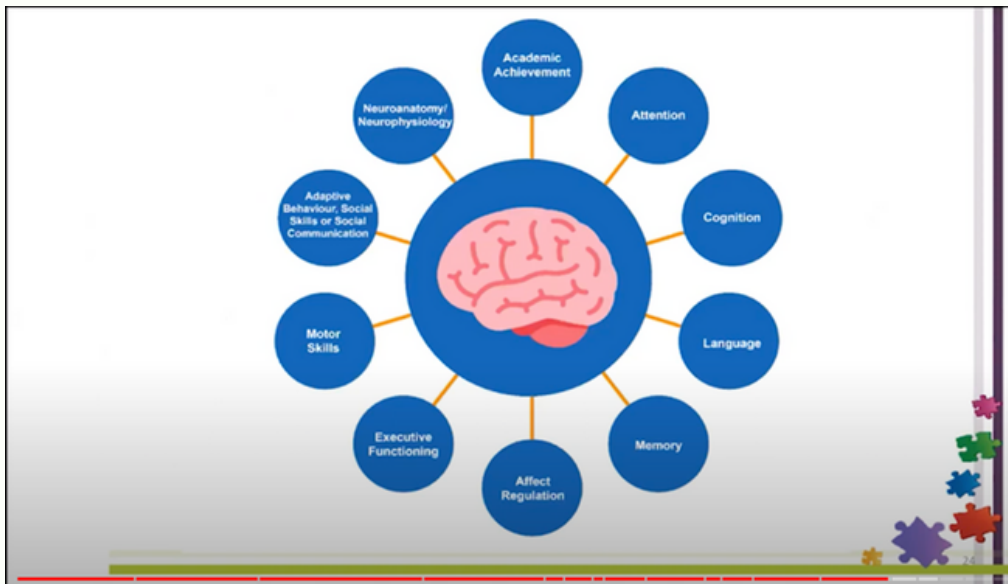 Academic
Achievement
Attention
Cognition
Language
Memory
Affect
Regulation
Executive
Functioning
Motor
Skills
Adaptive
Behaviour, Social
Skills or Social
Communication
Neuroanatomy/
Neurophysiology
24